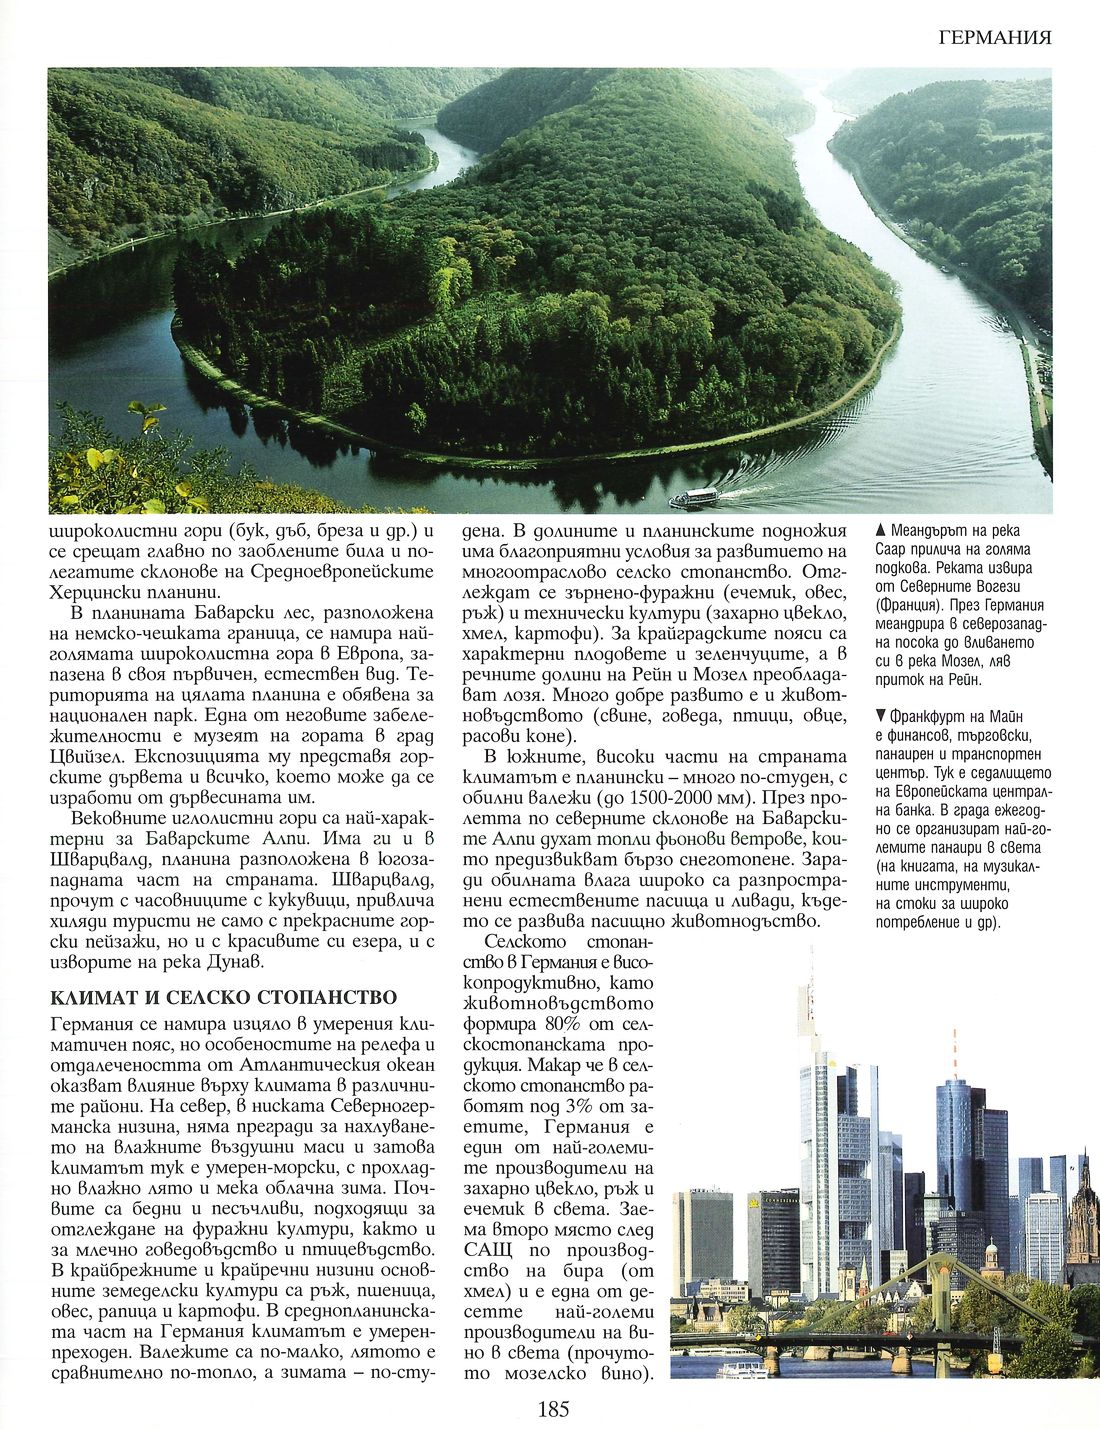 ГЕРМАНИЯ
широколистни гори (бук, дъб, бреза и др.) и
се срещат главно по заоблените била и по-
легатите склонове на Средноевропейските
Херцински планини.
В планината Баварски лес, разположена
на немско-чешката граница, се намира най-
голямата широколистна гора в Европа, за-
пазена в своя първичен, естествен вид. Те-
риторията на цялата планина е обявена за
национален парк. Една от неговите забеле-
жителности е музеят на гората в град
Цвийзел. Експозицията му представя гор-
ските дървета и всичко, което може да се
изработи от дървесината им.
Вековните иглолистни гори са най-харак-
терни за Баварските Алпи. Има ги и в
Шварцвалд, планина разположена в югоза-
падната част на страната. Шварцвалд,
прочут с часовниците с кукувици, привлича
хиляди туристи не само с прекрасните гор-
ски пейзажи, но и с красивите си езера, и с
изворите на река Дунав.
КЛИМАТ И СЕЛСКО СТОПАНСТВО
Германия се намира изцяло в умерения кли-
матичен пояс, но особеностите на релефа и
отдалечеността от Атлантическия океан
оказват влияние върху климата в различни-
те райони. На север, в ниската Северногер-
манска низина, няма прегради за нахлуване-
то на влажните въздушни маси и затова
климатът тук е умерен-морски, с прохлад-
но влажно лято и мека облачна зима. Поч-
вите са бедни и песъчливи, подходящи за
отглеждане на фуражни култури, както и
за млечно говедовъдство и птицевъдство.
В крайбрежните и крайречни низини основ-
ните земеделски култури са ръж, пшеница,
овес, рапица и картофи. В среднопланинска-
та част на Германия климатът е умерен-
преходен. Валежите са по-малко, лятото е
сравнително по-топло, а зимата – по-сту-
дена. В долините и планинските подножия
има благоприятни условия за развитието на
многоотраслово селско стопанство. Отг-
леждат се зърнено-фуражни (ечемик, овес,
ръж) и технически култури (захарно цвекло,
хмел, картофи). За крайградските пояси са
характерни плодовете и зеленчуците, а в
речните долини на Рейн и Мозел преоблада-
ват лозя. Много добре развито е и живот-
новъдството (свине, говеда, птици, овце,
расови коне).
В южните, високи части на страната
климатът е планински – много по-студен, с
обилни валежи (до 1500-2000 мм). През про-
летта по северните склонове на Баварски-
те Алпи духат топли фьонови ветрове, кои-
то предизвикват бързо снеготопене. Зара-
ди обилната влага широко са разпростра-
нени естествените пасища и ливади, къде-
то се развива пасищно животнодъство.
Селското стопан-
ство в Германия е висо-
копродуктивно, като
животновъдството
формира 80% от сел-
скостопанската про-
дукция. Макар че в сел-
ското стопанство ра-
ботят под 3% от за-
етите, Германия е
един от най-големи-
те производители на
захарно цвекло, ръж и
ечемик в света. Зае-
ма второ място след
САЩ по производ-
ство на бира (от
хмел) и е една от де-
сетте най-големи
производители на ви-
но в света (прочуто-
то мозелско вино).
▲ Меандърът на река
Саар прилича на голяма
подкова. Реката извира
от Северните Вогези
(Франция). През Германия
меандрира в северозапад-
на посока до вливането
си в река Мозел, ляв
приток на Рейн.
▼ Франкфурт на Майн
е финансов, търговски,
панаирен и транспортен
център. Тук е седалището
на Европейската централ-
на банка. В града ежегод-
но се организират най-го-
лемите панаири в света
(на книгата, на музикал-
ните инструменти,
на стоки за широко
потребление и др).
185